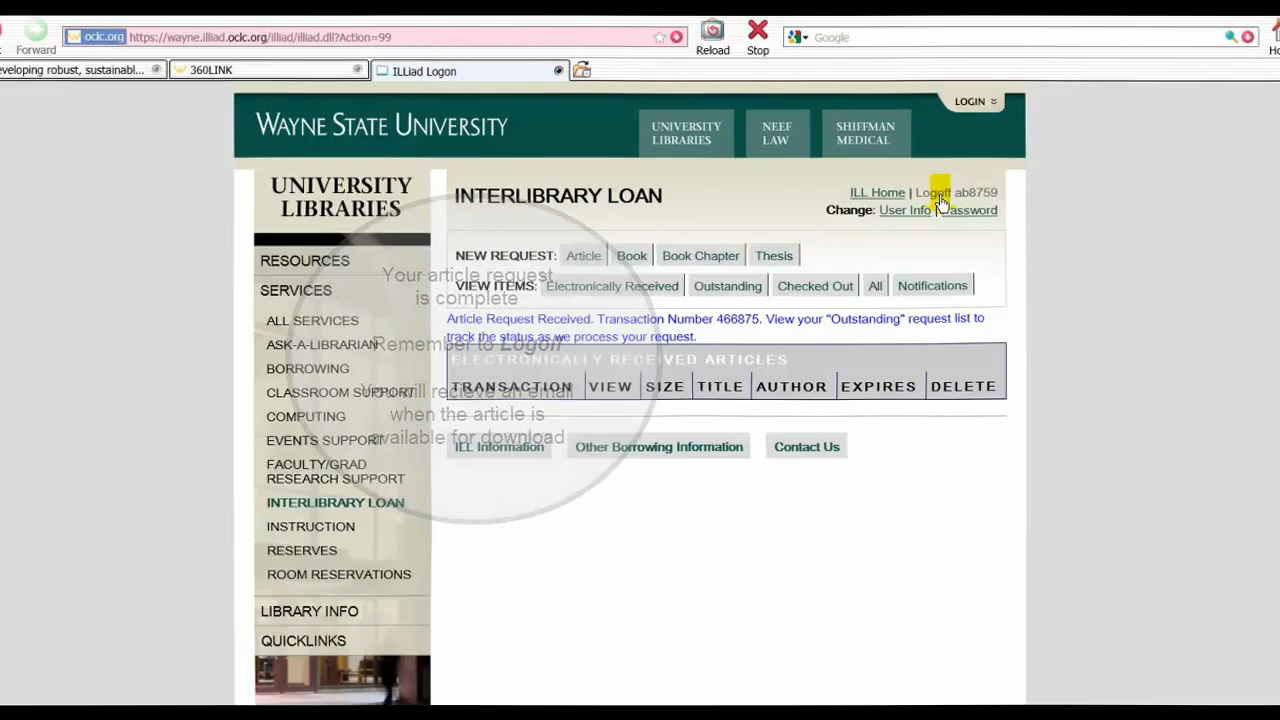 oclc.org https://wayne.illiad.oclc.org/illiad/illiad.dll?Action=99
Google
Forward
Reload
Stop
eveloping robust, sustainabl...
360LINK
ILLiad Logon
LOGIN
WAYNE STATE UNIVERSITY
UNIVERSITY LIBRARIES
NEEF LAW
SHIFFMAN MEDICAL
UNIVERSITY
LIBRARIES
RESOURCES
SERVICES
ALL SERVICES
ASK-A-LIBRARIAN
BORROWING
CLASSROOM SUPPORT
COMPUTING
EVENTS SUPPORT
FACULTY/GRAD
RESEARCH SUPPORT
INTERLIBRARY LOAN
INSTRUCTION
RESERVES
ROOM RESERVATIONS
LIBRARY INFO
QUICKLINKS
INTERLIBRARY LOAN
ILL Home | Logoff ab8759
Change: User Info | Password
NEW REQUEST: Article Book Book Chapter Thesis
VIEW ITEMS: Electronically Received Outstanding Checked Out All Notifications
Article Request Received. Transaction Number 466875. View your "Outstanding" request list to
track the status as we process your request.
ELECTRONICALLY RECEIVED ARTICLES
TRANSACTION VIEW SIZE TITLE AUTHOR EXPIRES DELETE
ILL Information Other Borrowing Information Contact Us
Your article request
is complete
Remember to Logoff
You will recieve an email
when the article is
available for download